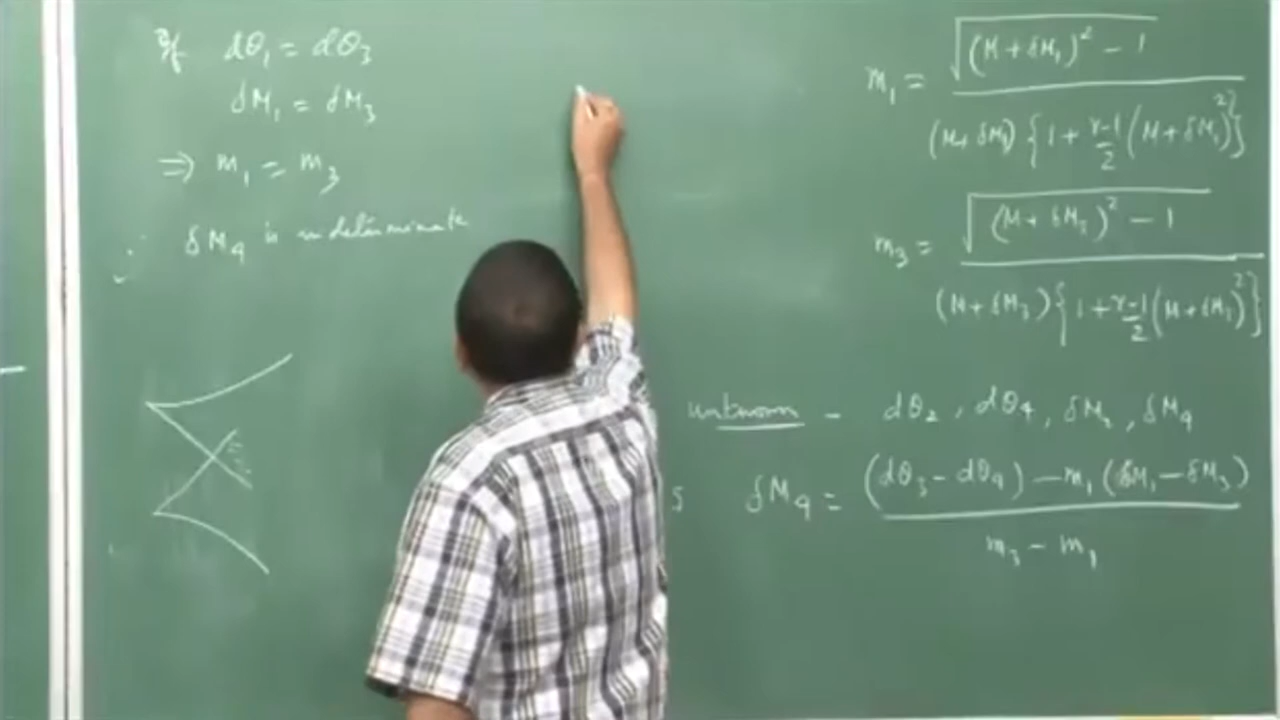 If dθ₁ = dθ₃
δM₁ = δM₃
⇒ m₁ = m₃
δM₄ is indeterminate
m₁ = √((M+δM₁)² − 1) / (M+δM₁){1 + γ−1/2 (M+δM₁)²}
m₃ = √((M+δM₃)² − 1) / (M+δM₃){1 + γ−1/2 (M+δM₃)²}
unknown - dθ₂, dθ₄, δM₂, δM₄
δM₄ = (dθ₃ − dθ₁) − m₁(δM₁ − δM₃) / m₃ − m₁